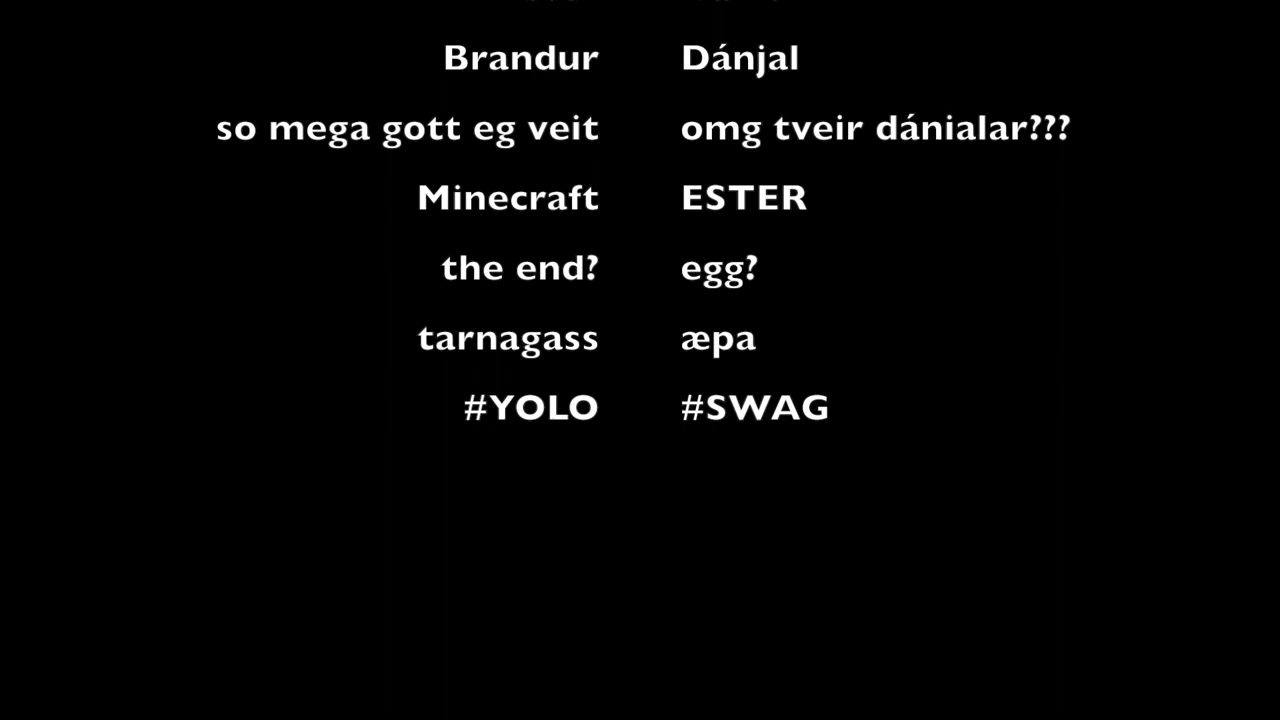 Brandur Dánjal
so mega gott eg veit omg tveir dánialar???
Minecraft ESTER
the end? egg?
tarnagass æpa
#YOLO #SWAG